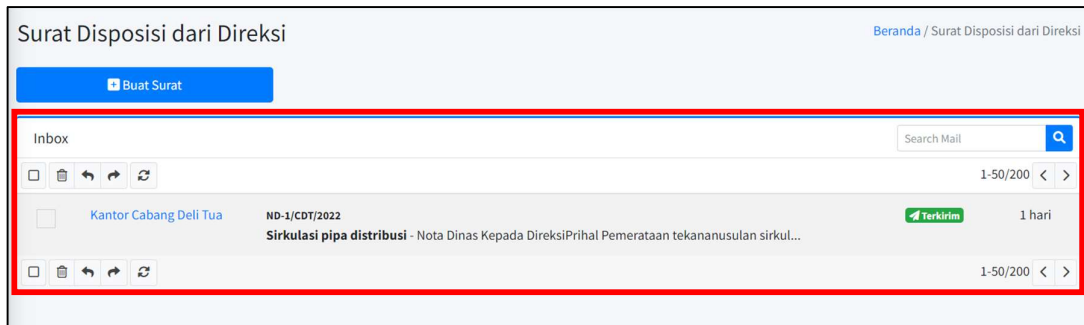 Surat Disposisi dari Direksi
Beranda / Surat Disposisi dari Direksi
Buat Surat
Inbox
Search Mail
1-50/200
Kantor Cabang Deli Tua
ND-1/CDT/2022
Sirkulasi pipa distribusi - Nota Dinas Kepada DireksiPrihal Pemerataan tekananusulan sirkul...
Terkirim
1 hari
1-50/200